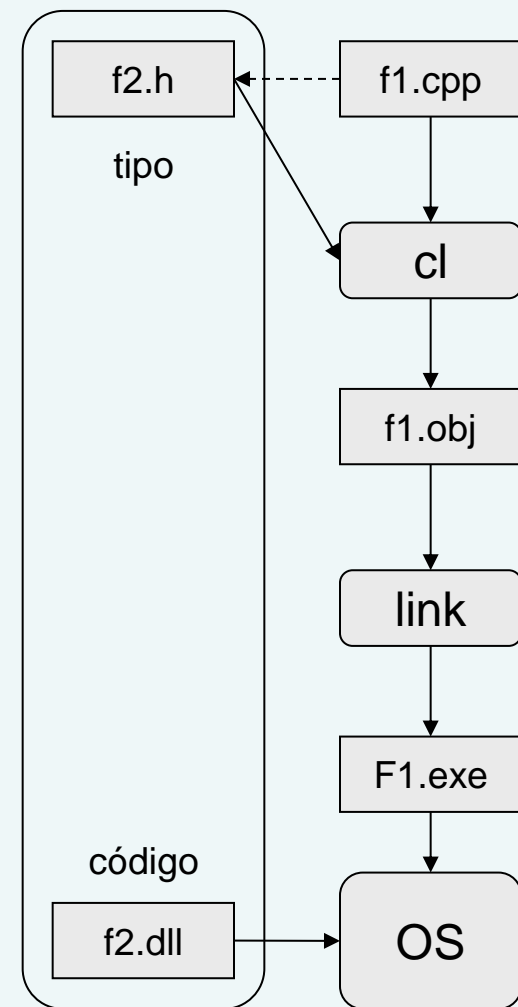 f2.h
f1.cpp
tipo
cl
f1.obj
link
F1.exe
código
f2.dll
OS